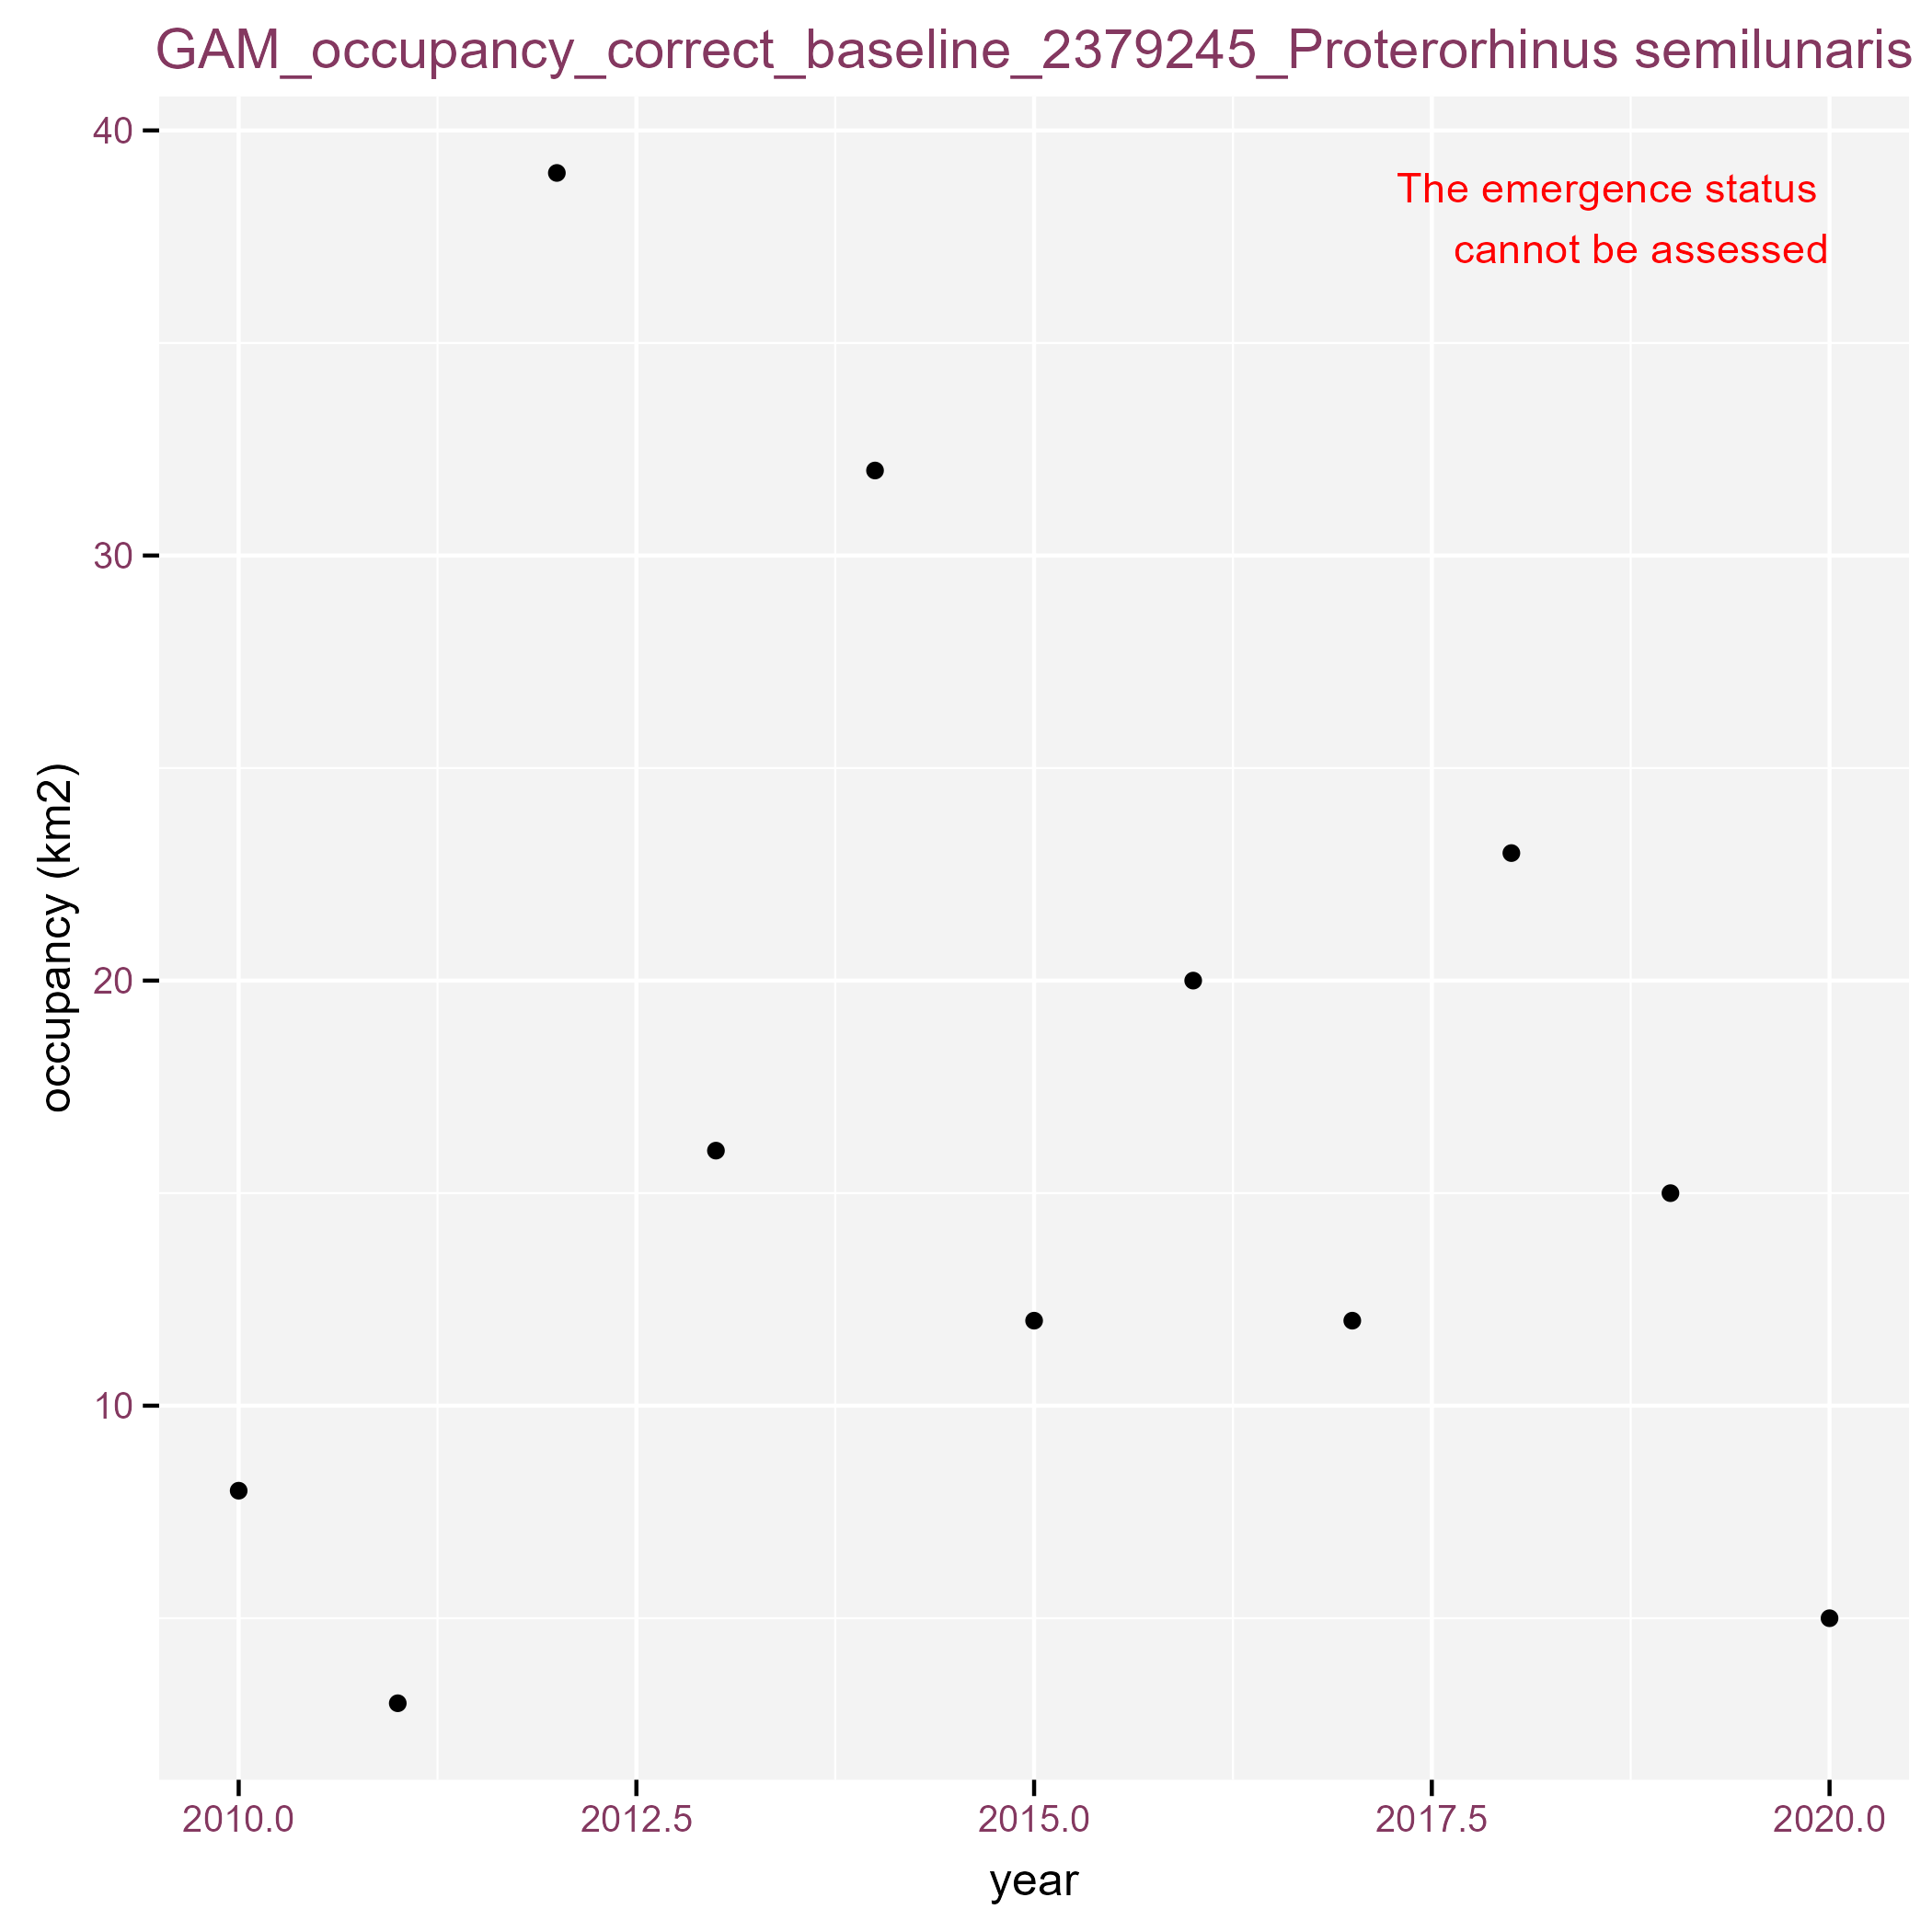 GAM_occupancy_correct_baseline_2379245_Proterorhinus semilunaris
40
The emergence status
cannot be assessed
30
occupancy (km2)
20
10
2010.0 2012.5 2015.0 2017.5 2020.0
year